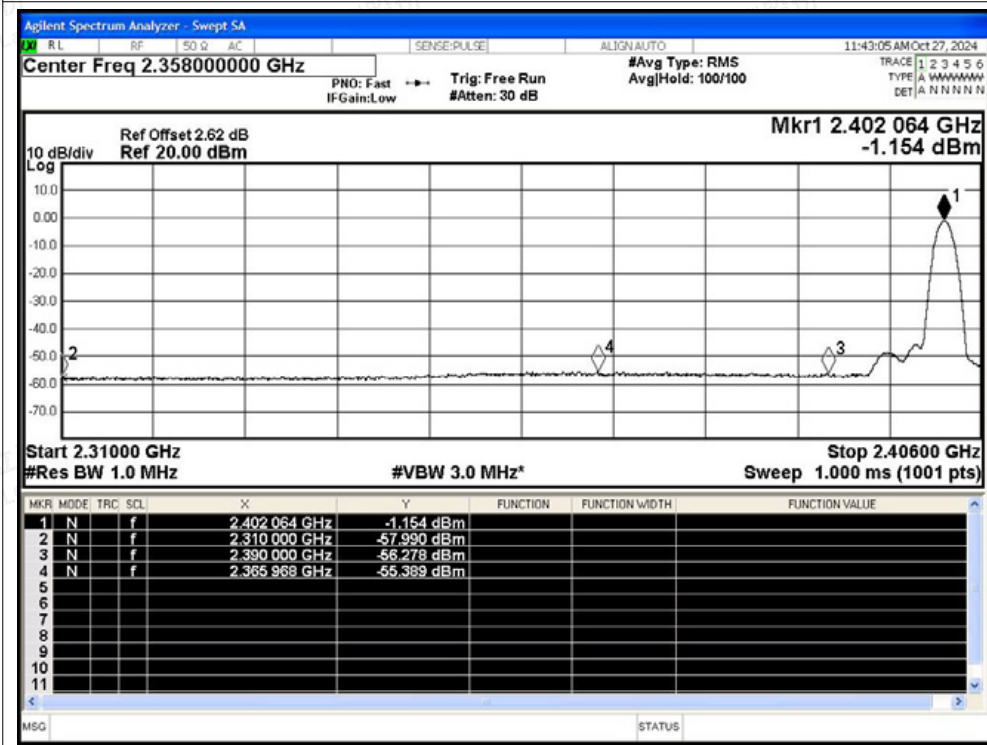 Agilent Spectrum Analyzer - Swept SA
LXI RL RF 50 Ω AC SENSE:PULSE ALIGN AUTO 11:43:05 AM Oct 27, 2024
Center Freq 2.358000000 GHz #Avg Type: RMS TRACE 1 2 3 4 5 6
PNO: Fast Trig: Free Run Avg|Hold: 100/100 TYPE A WWWWW
IFGain:Low #Atten: 30 dB DET A N N N N N
Mkr1 2.402 064 GHz
Ref Offset 2.62 dB
10 dB/div Ref 20.00 dBm -1.154 dBm
Log
10.0
1
0.00
-10.0
-20.0
-30.0
-40.0
-50.0 2 4 3
-60.0
-70.0
Start 2.31000 GHz Stop 2.40600 GHz
#Res BW 1.0 MHz #VBW 3.0 MHz* Sweep 1.000 ms (1001 pts)
MKR MODE TRC SCL X Y FUNCTION FUNCTION WIDTH FUNCTION VALUE
1 N f 2.402 064 GHz -1.154 dBm
2 N f 2.310 000 GHz -57.990 dBm
3 N f 2.390 000 GHz -56.278 dBm
4 N f 2.365 968 GHz -55.389 dBm
5
6
7
8
9
10
11
MSG STATUS